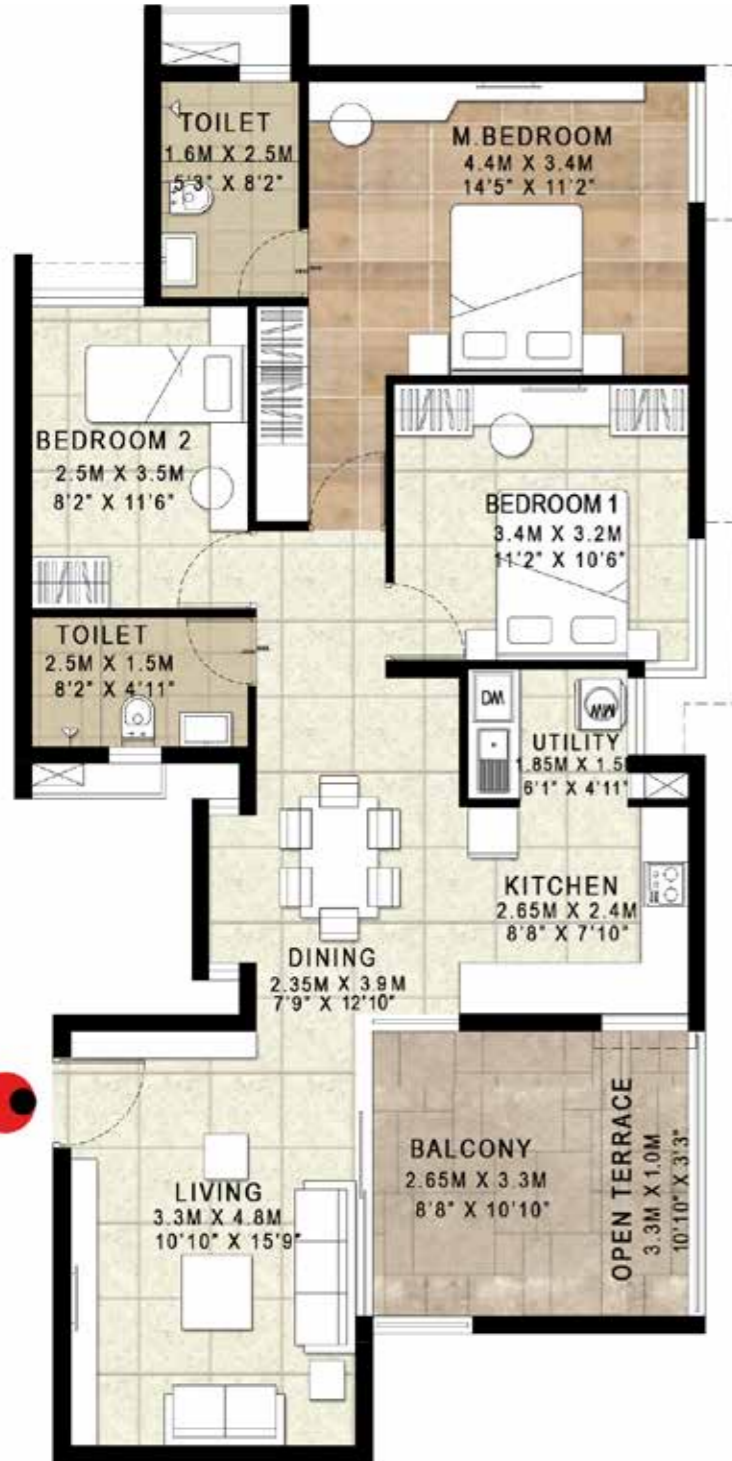 TOILET
1.6M X 2.5M
5'3" X 8'2"
M.BEDROOM
4.4M X 3.4M
14'5" X 11'2"
BEDROOM 2
2.5M X 3.5M
8'2" X 11'6"
BEDROOM 1
3.4M X 3.2M
11'2" X 10'6"
TOILET
2.5M X 1.5M
8'2" X 4'11"
DW
WM
UTILITY
1.85M X 1.5
6'1" X 4'11"
KITCHEN
2.65M X 2.4M
8'8" X 7'10"
DINING
2.35M X 3.9M
7'9" X 12'10"
BALCONY
2.65M X 3.3M
8'8" X 10'10"
OPEN TERRACE
3.3M X 1.0M
10'10" X 3'3"
LIVING
3.3M X 4.8M
10'10" X 15'9"